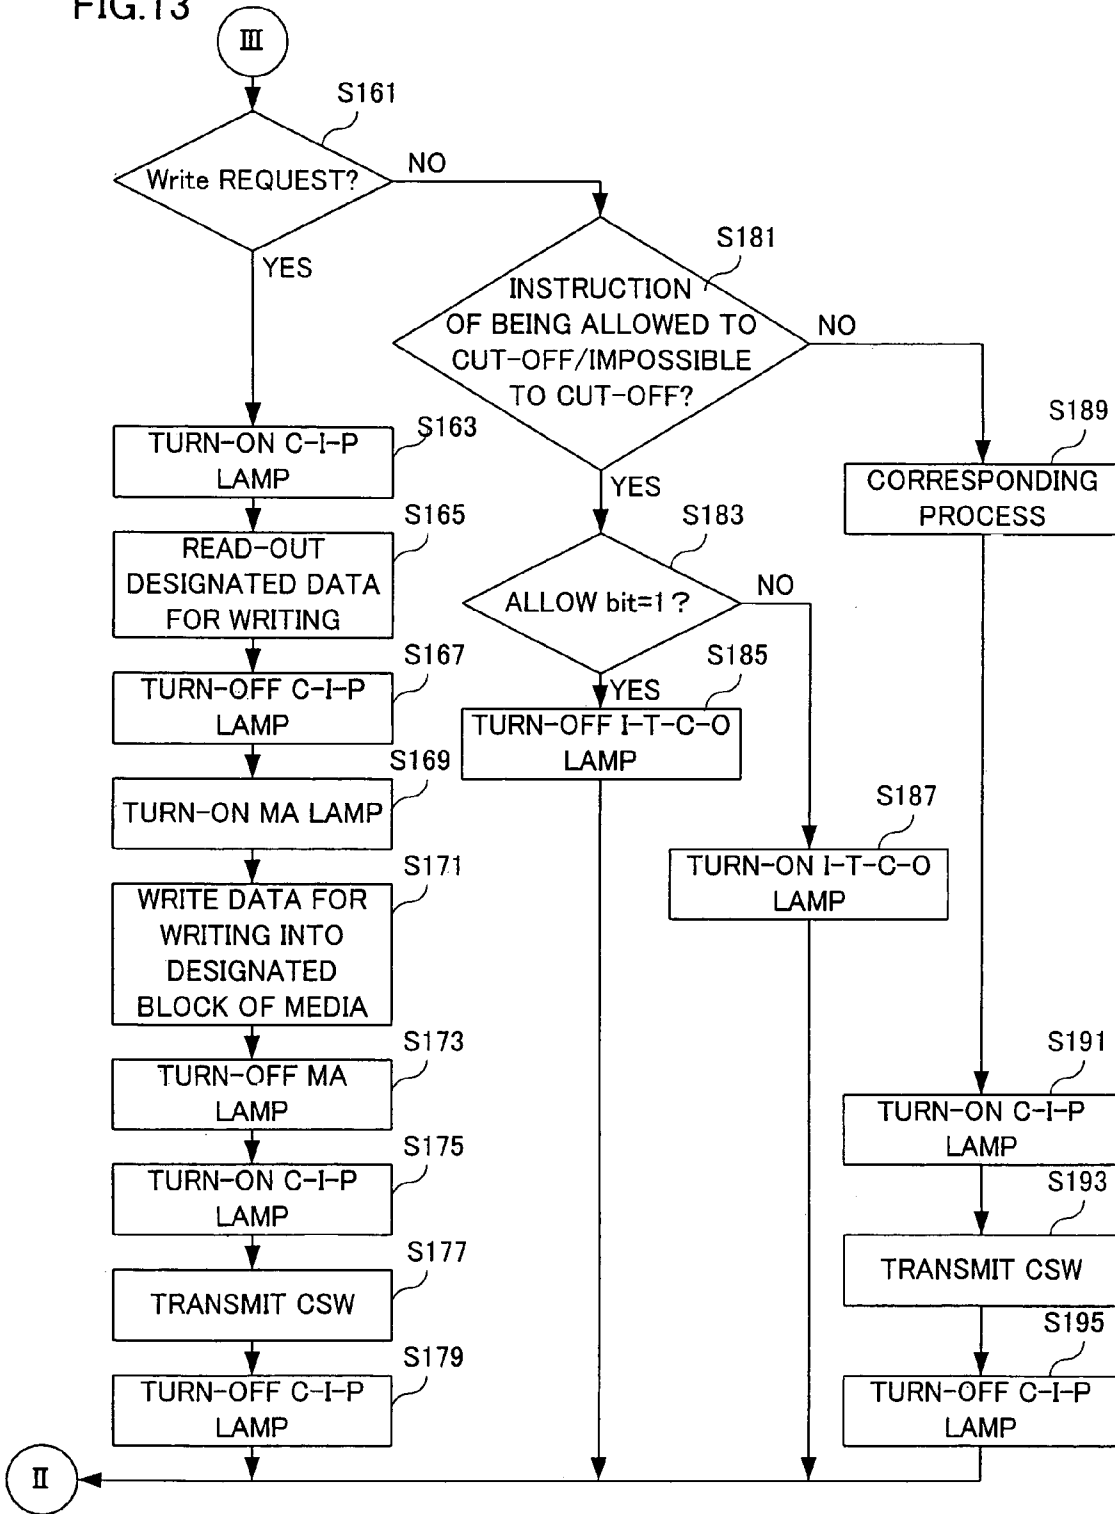 FIG.13
III
S161
Write REQUEST?
NO
YES
S181
INSTRUCTION
OF BEING ALLOWED TO
CUT-OFF/IMPOSSIBLE
TO CUT-OFF?
NO
YES
S163
TURN-ON C-I-P
LAMP
S165
READ-OUT
DESIGNATED DATA
FOR WRITING
S167
TURN-OFF C-I-P
LAMP
S169
TURN-ON MA LAMP
S171
WRITE DATA FOR
WRITING INTO
DESIGNATED
BLOCK OF MEDIA
S173
TURN-OFF MA
LAMP
S175
TURN-ON C-I-P
LAMP
S177
TRANSMIT CSW
S179
TURN-OFF C-I-P
LAMP
S183
ALLOW bit=1?
NO
YES
S185
TURN-OFF I-T-C-O
LAMP
S187
TURN-ON I-T-C-O
LAMP
S189
CORRESPONDING
PROCESS
S191
TURN-ON C-I-P
LAMP
S193
TRANSMIT CSW
S195
TURN-OFF C-I-P
LAMP
II